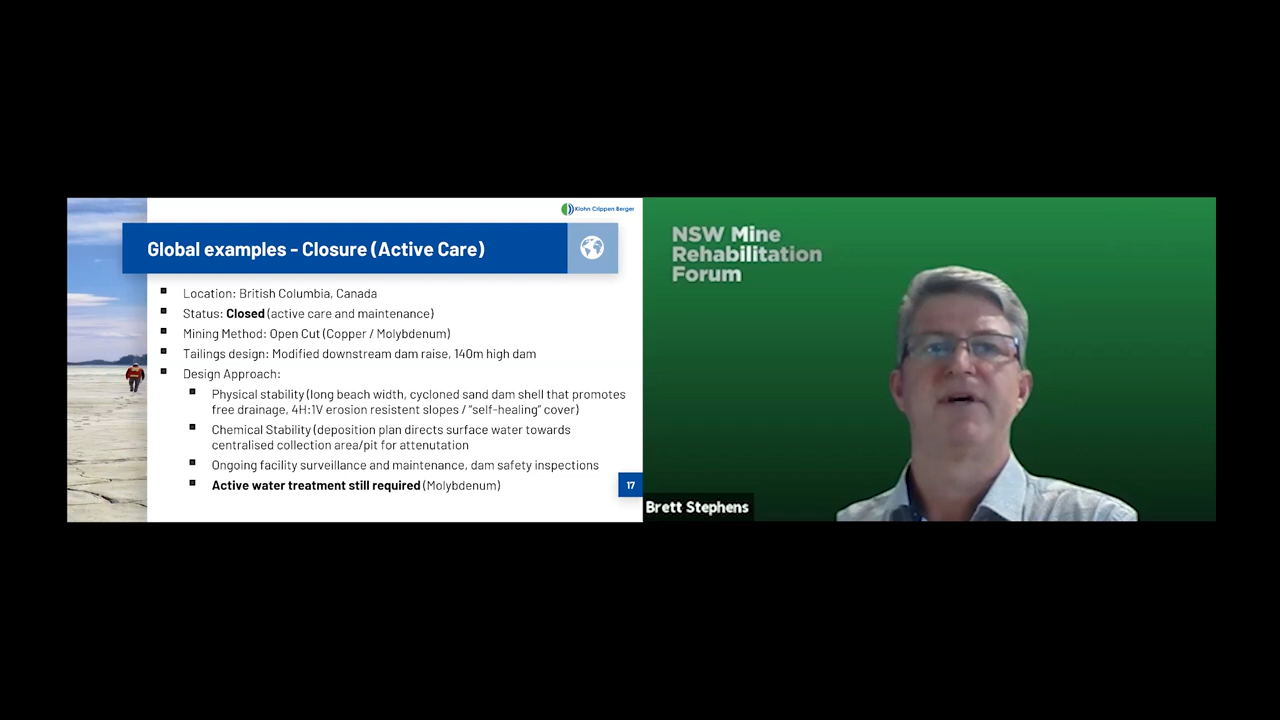 Klohn Crippen Berger
Global examples - Closure (Active Care)
Location: British Columbia, Canada
Status: Closed (active care and maintenance)
Mining Method: Open Cut (Copper / Molybdenum)
Tailings design: Modified downstream dam raise, 140m high dam
Design Approach:
Physical stability (long beach width, cycloned sand dam shell that promotes
free drainage, 4H:1V erosion resistent slopes / "self-healing" cover)
Chemical Stability (deposition plan directs surface water towards
centralised collection area/pit for attenutation
Ongoing facility surveillance and maintenance, dam safety inspections
Active water treatment still required (Molybdenum)
17
NSW Mine
Rehabilitation
Forum
Brett Stephens